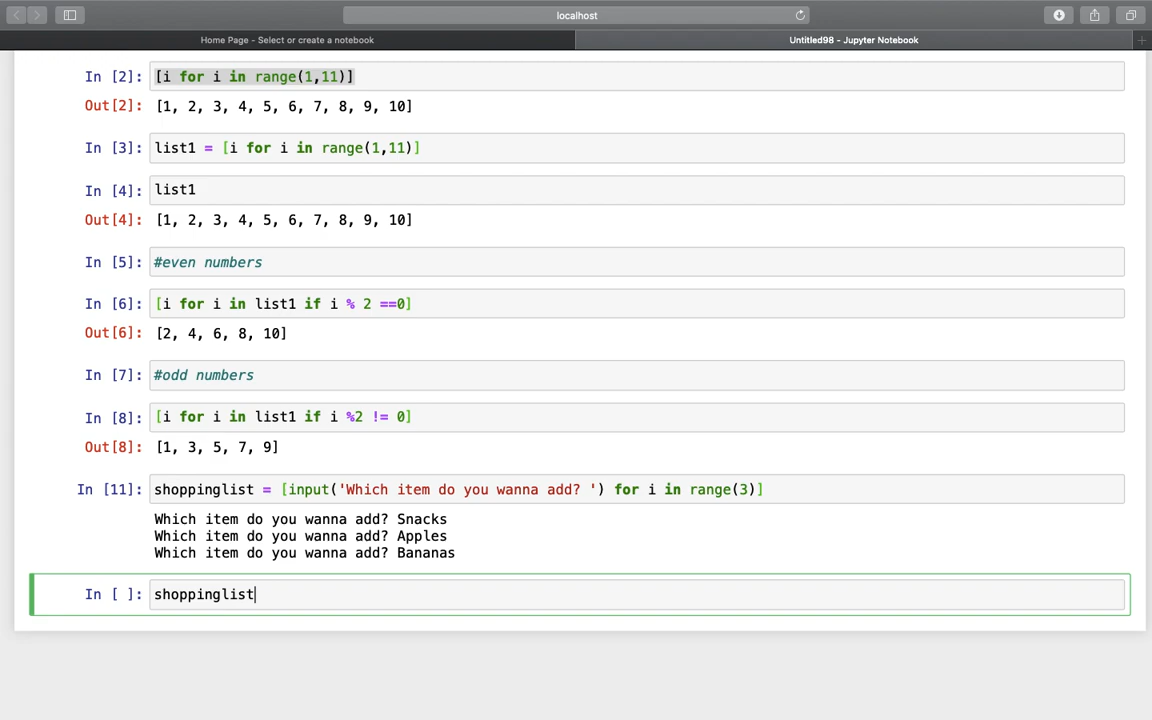 localhost
Home Page - Select or create a notebook
Untitled98 - Jupyter Notebook
In [2]: [i for i in range(1,11)]
Out[2]: [1, 2, 3, 4, 5, 6, 7, 8, 9, 10]
In [3]: list1 = [i for i in range(1,11)]
In [4]: list1
Out[4]: [1, 2, 3, 4, 5, 6, 7, 8, 9, 10]
In [5]: #even numbers
In [6]: [i for i in list1 if i % 2 ==0]
Out[6]: [2, 4, 6, 8, 10]
In [7]: #odd numbers
In [8]: [i for i in list1 if i %2 != 0]
Out[8]: [1, 3, 5, 7, 9]
In [11]: shoppinglist = [input('Which item do you wanna add? ') for i in range(3)]
Which item do you wanna add? Snacks
Which item do you wanna add? Apples
Which item do you wanna add? Bananas
In [ ]: shoppinglist